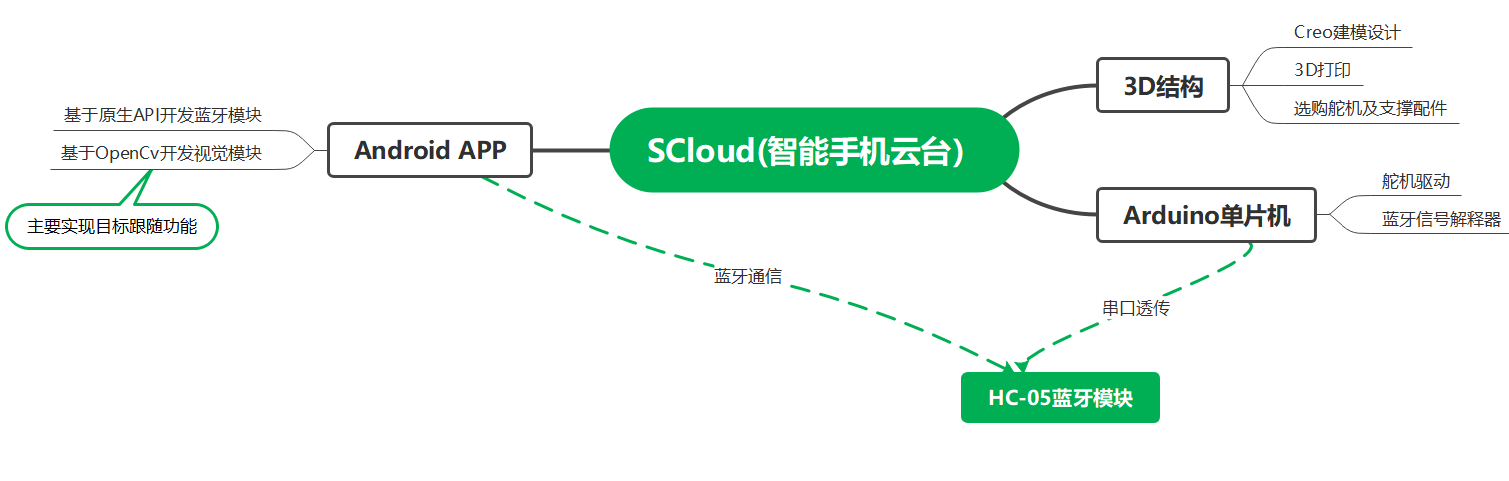 SCloud(智能手机云台)
Android APP
基于原生API开发蓝牙模块
基于OpenCv开发视觉模块
主要实现目标跟随功能
3D结构
Creo建模设计
3D打印
选购舵机及支撑配件
Arduino单片机
舵机驱动
蓝牙信号解释器
蓝牙通信
串口透传
HC-05蓝牙模块